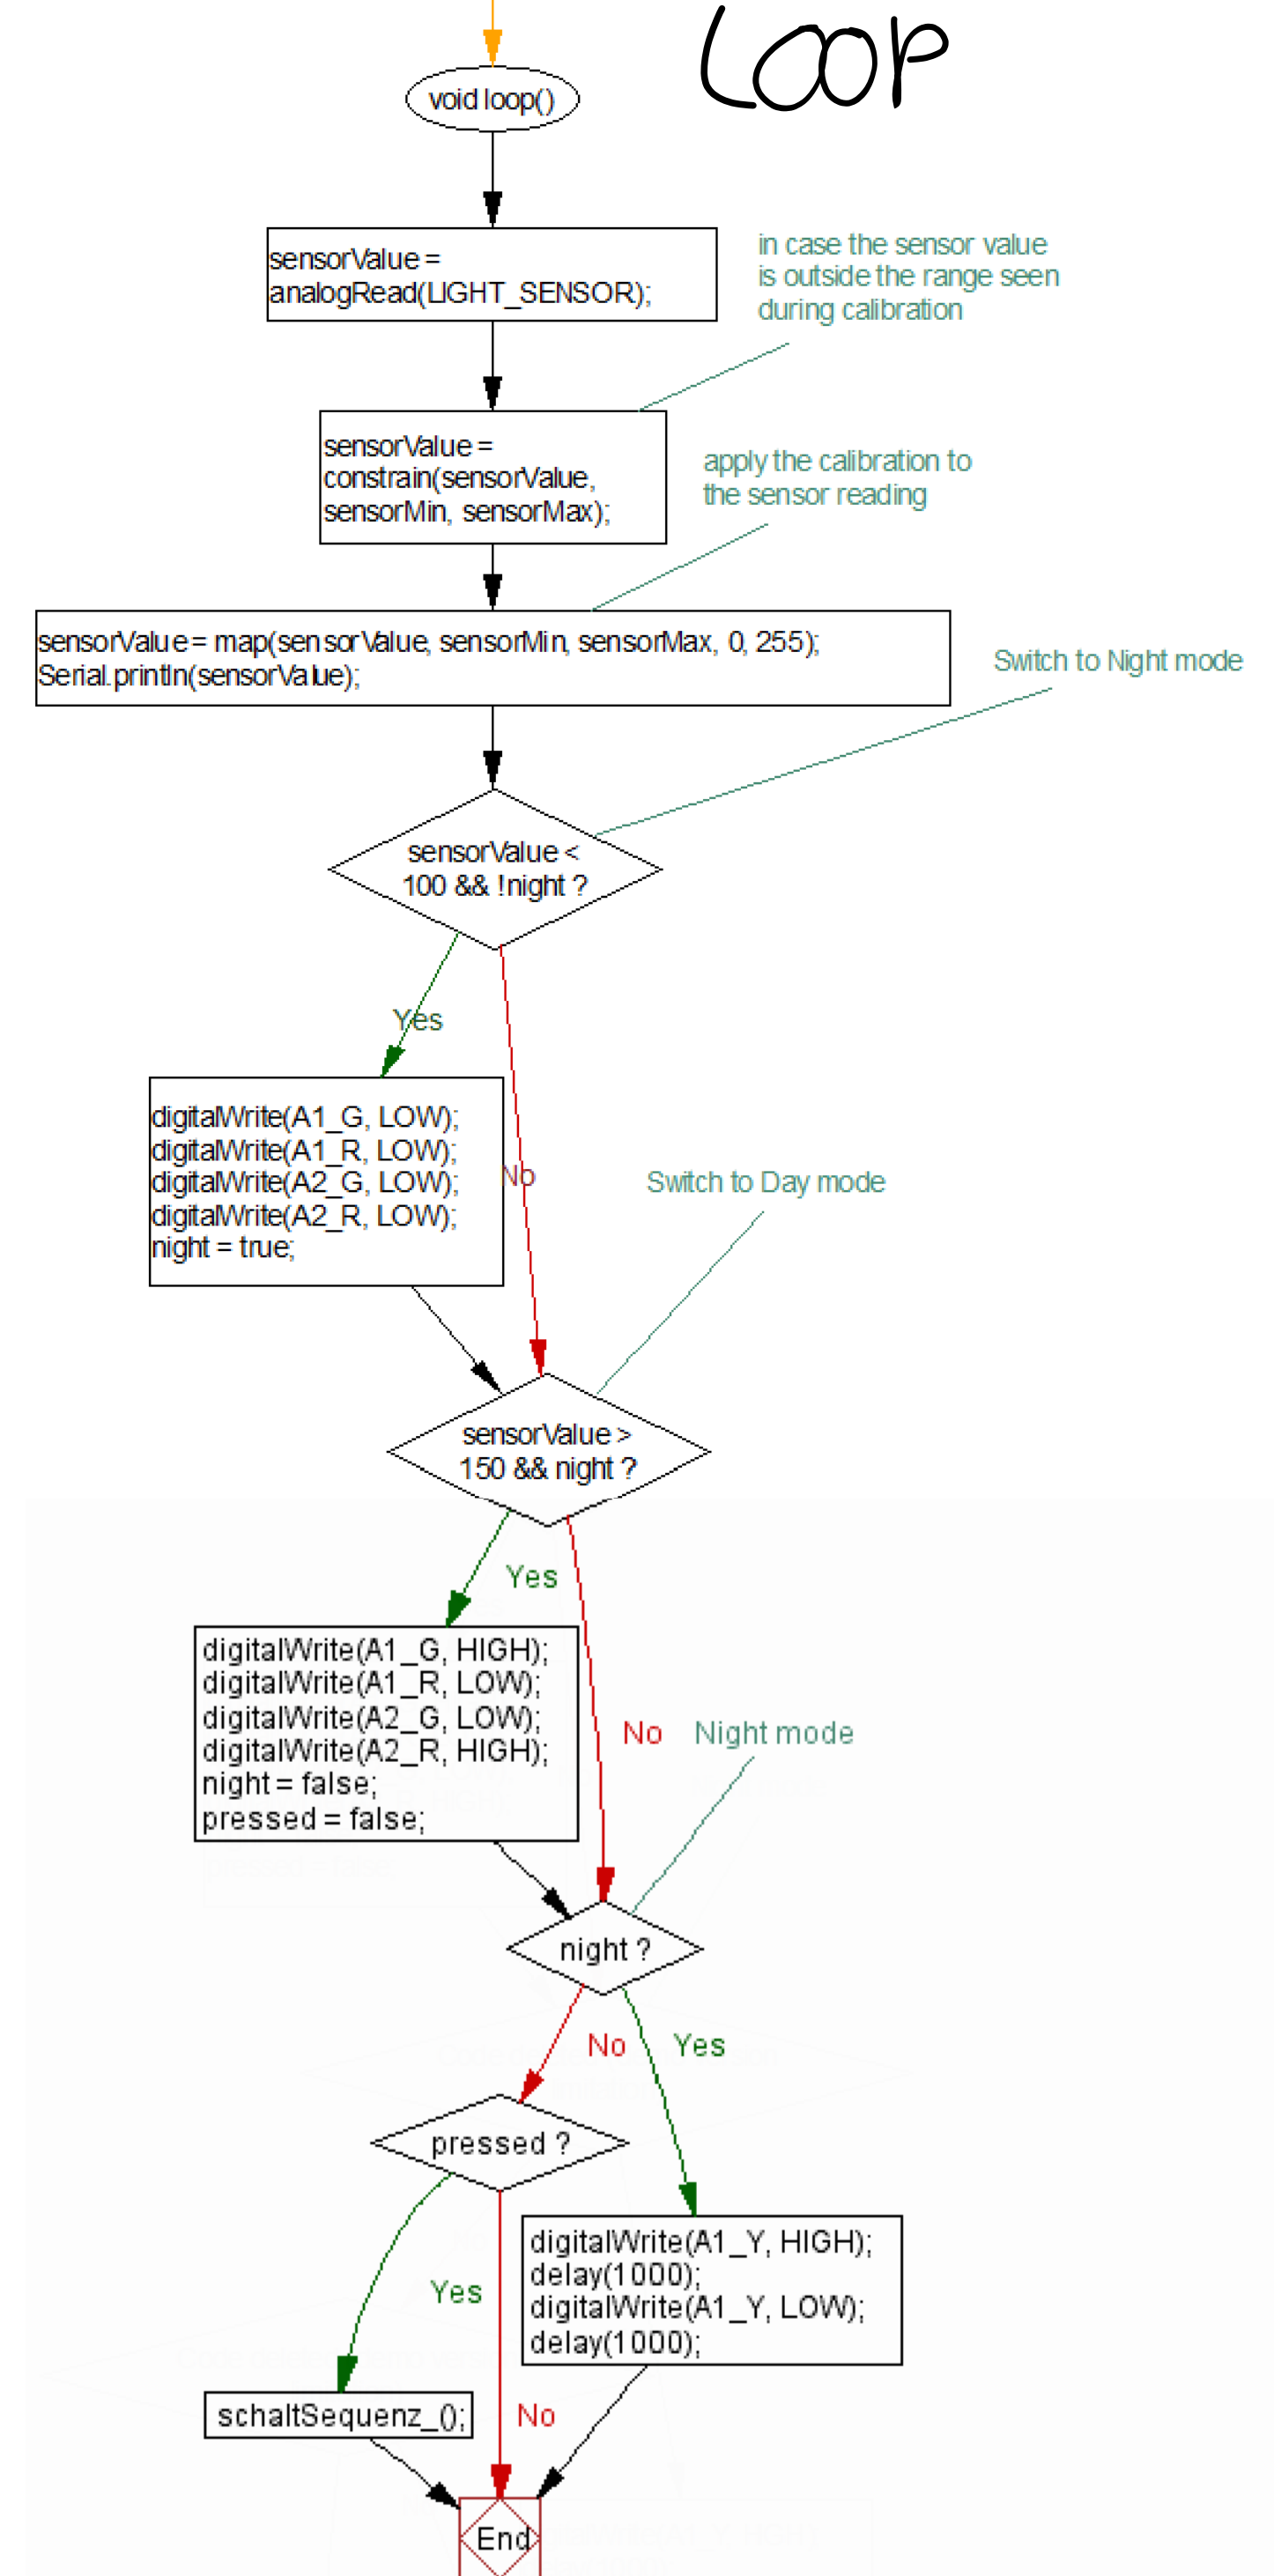 LOOP
void loop()
sensorValue =
analogRead(LIGHT_SENSOR);
in case the sensor value
is outside the range seen
during calibration
sensorValue =
constrain(sensorValue,
sensorMin, sensorMax);
apply the calibration to
the sensor reading
sensorValue = map(sensorValue, sensorMin, sensorMax, 0, 255);
Serial.println(sensorValue);
Switch to Night mode
sensorValue <
100 && !night ?
Yes
No
digitalWrite(A1_G, LOW);
digitalWrite(A1_R, LOW);
digitalWrite(A2_G, LOW);
digitalWrite(A2_R, LOW);
night = true;
Switch to Day mode
sensorValue >
150 && night ?
Yes
No
digitalWrite(A1_G, HIGH);
digitalWrite(A1_R, LOW);
digitalWrite(A2_G, LOW);
digitalWrite(A2_R, HIGH);
night = false;
pressed = false;
Night mode
night ?
No
Yes
pressed ?
digitalWrite(A1_Y, HIGH);
delay(1000);
digitalWrite(A1_Y, LOW);
delay(1000);
Yes
No
schaltSequenz_();
End